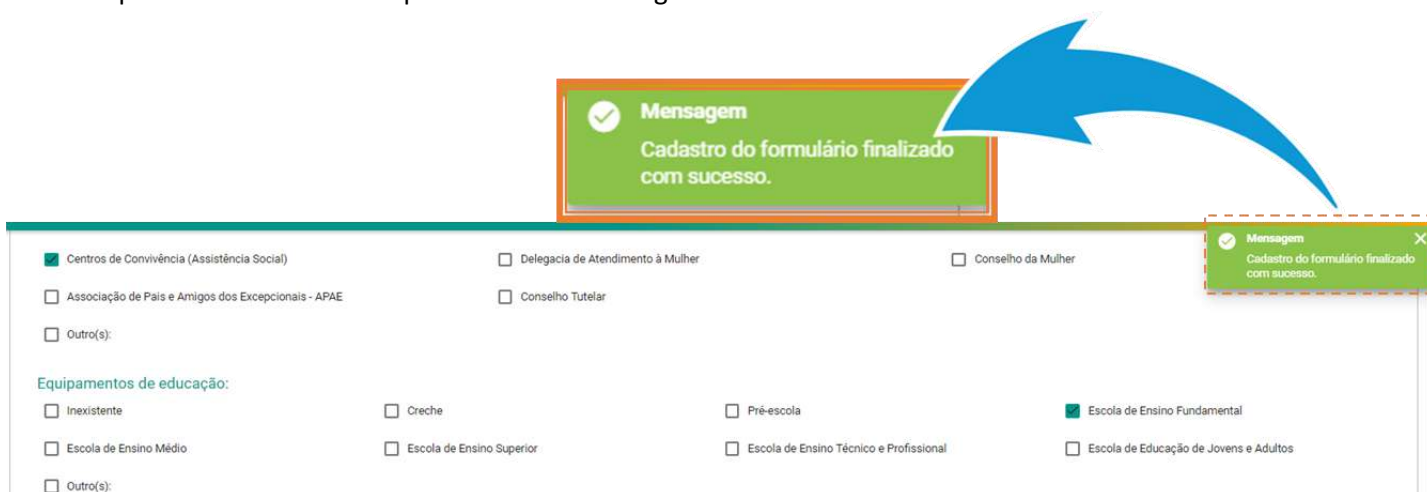 Mensagem
Cadastro do formulário finalizado
com sucesso.
Mensagem
Cadastro do formulário finalizado
com sucesso.
Centros de Convivência (Assistência Social) Delegacia de Atendimento à Mulher Conselho da Mulher
Associação de Pais e Amigos dos Excepcionais - APAE Conselho Tutelar
Outro(s):
Equipamentos de educação:
Inexistente Creche Pré-escola Escola de Ensino Fundamental
Escola de Ensino Médio Escola de Ensino Superior Escola de Ensino Técnico e Profissional Escola de Educação de Jovens e Adultos
Outro(s):